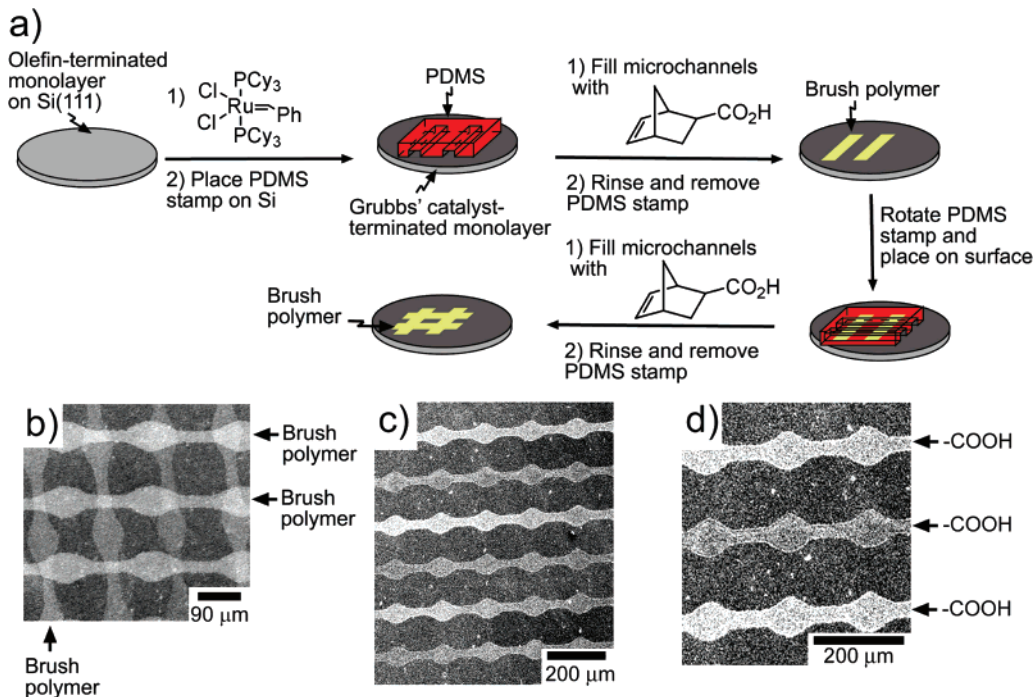 a)
Olefin-terminated
monolayer
on Si(111)
1)
Cl
Cl
PCy3
Ru
Ph
PCy3
2) Place PDMS
stamp on Si
PDMS
Grubbs' catalyst-
terminated monolayer
1) Fill microchannels
with
CO2H
2) Rinse and remove
PDMS stamp
Brush polymer
Rotate PDMS
stamp and
place on surface
1) Fill microchannels
with
CO2H
2) Rinse and remove
PDMS stamp
Brush
polymer
b)
Brush
polymer
Brush
polymer
90 μm
Brush
polymer
c)
200 μm
d)
-COOH
-COOH
-COOH
200 μm